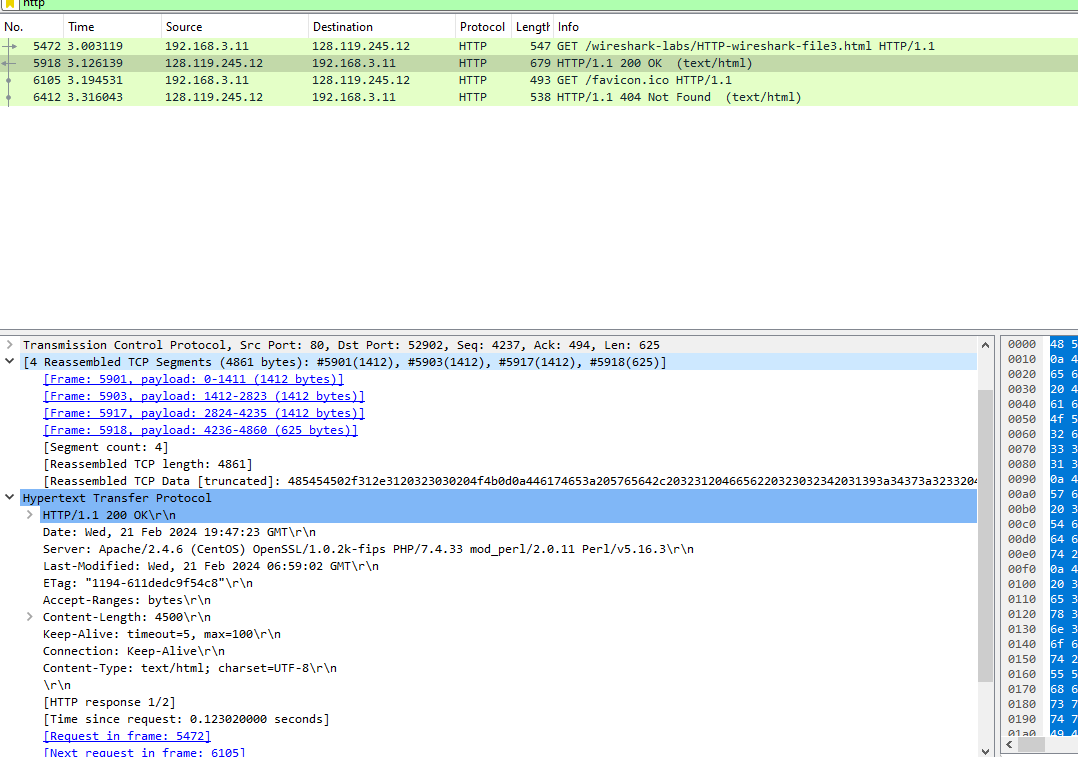 http
No. Time Source Destination Protocol Length Info
5472 3.003119 192.168.3.11 128.119.245.12 HTTP 547 GET /wireshark-labs/HTTP-wireshark-file3.html HTTP/1.1
5918 3.126139 128.119.245.12 192.168.3.11 HTTP 679 HTTP/1.1 200 OK (text/html)
6105 3.194531 192.168.3.11 128.119.245.12 HTTP 493 GET /favicon.ico HTTP/1.1
6412 3.316043 128.119.245.12 192.168.3.11 HTTP 538 HTTP/1.1 404 Not Found (text/html)
Transmission Control Protocol, Src Port: 80, Dst Port: 52902, Seq: 4237, Ack: 494, Len: 625
[4 Reassembled TCP Segments (4861 bytes): #5901(1412), #5903(1412), #5917(1412), #5918(625)]
[Frame: 5901, payload: 0-1411 (1412 bytes)]
[Frame: 5903, payload: 1412-2823 (1412 bytes)]
[Frame: 5917, payload: 2824-4235 (1412 bytes)]
[Frame: 5918, payload: 4236-4860 (625 bytes)]
[Segment count: 4]
[Reassembled TCP length: 4861]
[Reassembled TCP Data [truncated]: 485454502f312e3120323030204f4b0d0a446174653a205765642c2032312046656220323032342031393a34373a3233204
Hypertext Transfer Protocol
HTTP/1.1 200 OK\r\n
Date: Wed, 21 Feb 2024 19:47:23 GMT\r\n
Server: Apache/2.4.6 (CentOS) OpenSSL/1.0.2k-fips PHP/7.4.33 mod_perl/2.0.11 Perl/v5.16.3\r\n
Last-Modified: Wed, 21 Feb 2024 06:59:02 GMT\r\n
ETag: "1194-611dedc9f54c8"\r\n
Accept-Ranges: bytes\r\n
Content-Length: 4500\r\n
Keep-Alive: timeout=5, max=100\r\n
Connection: Keep-Alive\r\n
Content-Type: text/html; charset=UTF-8\r\n
\r\n
[HTTP response 1/2]
[Time since request: 0.123020000 seconds]
[Request in frame: 5472]
[Next request in frame: 6105]
0000 48 5
0010 0a 4
0020 65 6
0030 20 4
0040 61 6
0050 4f 5
0060 32 6
0070 33 3
0080 31 3
0090 0a 4
00a0 57 6
00b0 20 3
00c0 54 6
00d0 64 6
00e0 74 2
00f0 0a 4
0100 20 3
0110 65 3
0120 78 3
0130 6e 3
0140 6f 6
0150 74 2
0160 55 5
0170 68 6
0180 73 7
0190 74 7
01a0 49 4